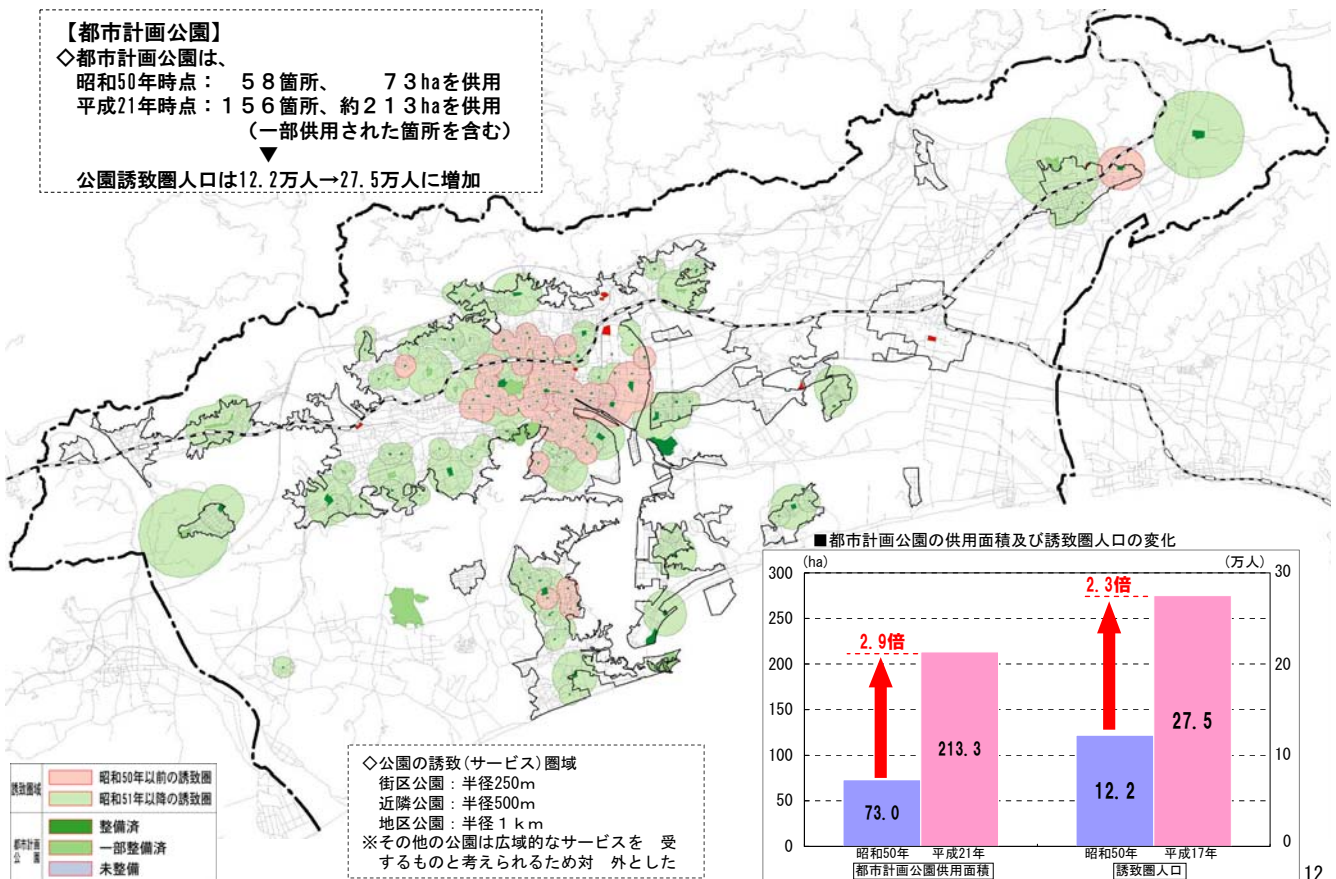 【都市計画公園】
◇都市計画公園は、
昭和50年時点： ５８箇所、 ７３haを供用
平成21年時点：１５６箇所、約２１３haを供用
（一部供用された箇所を含む）
▼
公園誘致圏人口は12.2万人→27.5万人に増加
■都市計画公園の供用面積及び誘致圏人口の変化
(ha) (万人)
300 30
2.3倍
250
2.9倍
200 20
150
213.3 27.5
100 10
12.2
50
73.0
0 0
昭和50年 平成21年 昭和50年 平成17年
都市計画公園供用面積 誘致圏人口
◇公園の誘致(サービス)圏域
街区公園：半径250m
近隣公園：半径500m
地区公園：半径１ｋｍ
※その他の公園は広域的なサービスを 受
するものと考えられるため対 外とした
誘致圏域
昭和50年以前の誘致圏
昭和51年以降の誘致圏
都市計画公園
整備済
一部整備済
未整備
12